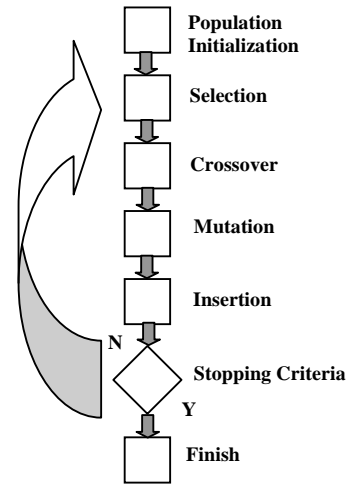 Population
Initialization
Selection
Crossover
Mutation
Insertion
N
Stopping Criteria
Y
Finish